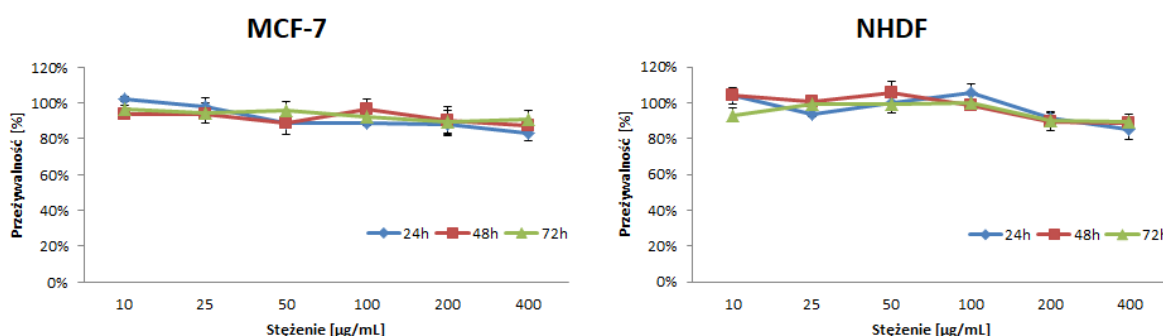 MCF-7
Przeżywalność [%]
120%
100%
80%
60%
40%
20%
0%
24h 48h 72h
10 25 50 100 200 400
Stężenie [µg/mL]
NHDF
Przeżywalność [%]
120%
100%
80%
60%
40%
20%
0%
24h 48h 72h
10 25 50 100 200 400
Stężenie [µg/mL]